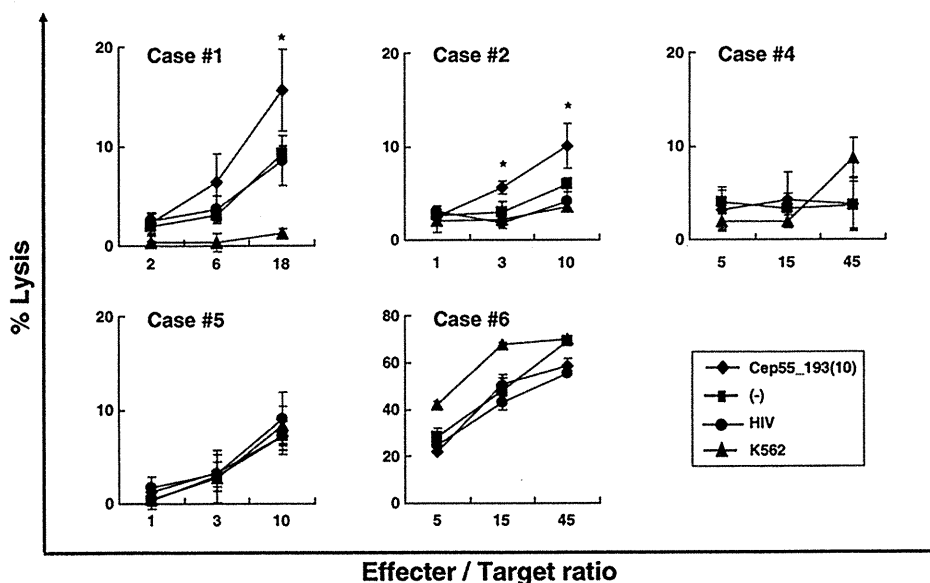 Case #1
*
20
10
0
2 6 18
Case #2
*
*
20
10
0
1 3 10
Case #4
20
10
0
5 15 45
Case #5
20
10
0
1 3 10
Case #6
80
60
40
20
0
5 15 45
Cep55_193(10)
(-)
HIV
K562
% Lysis
Effecter / Target ratio